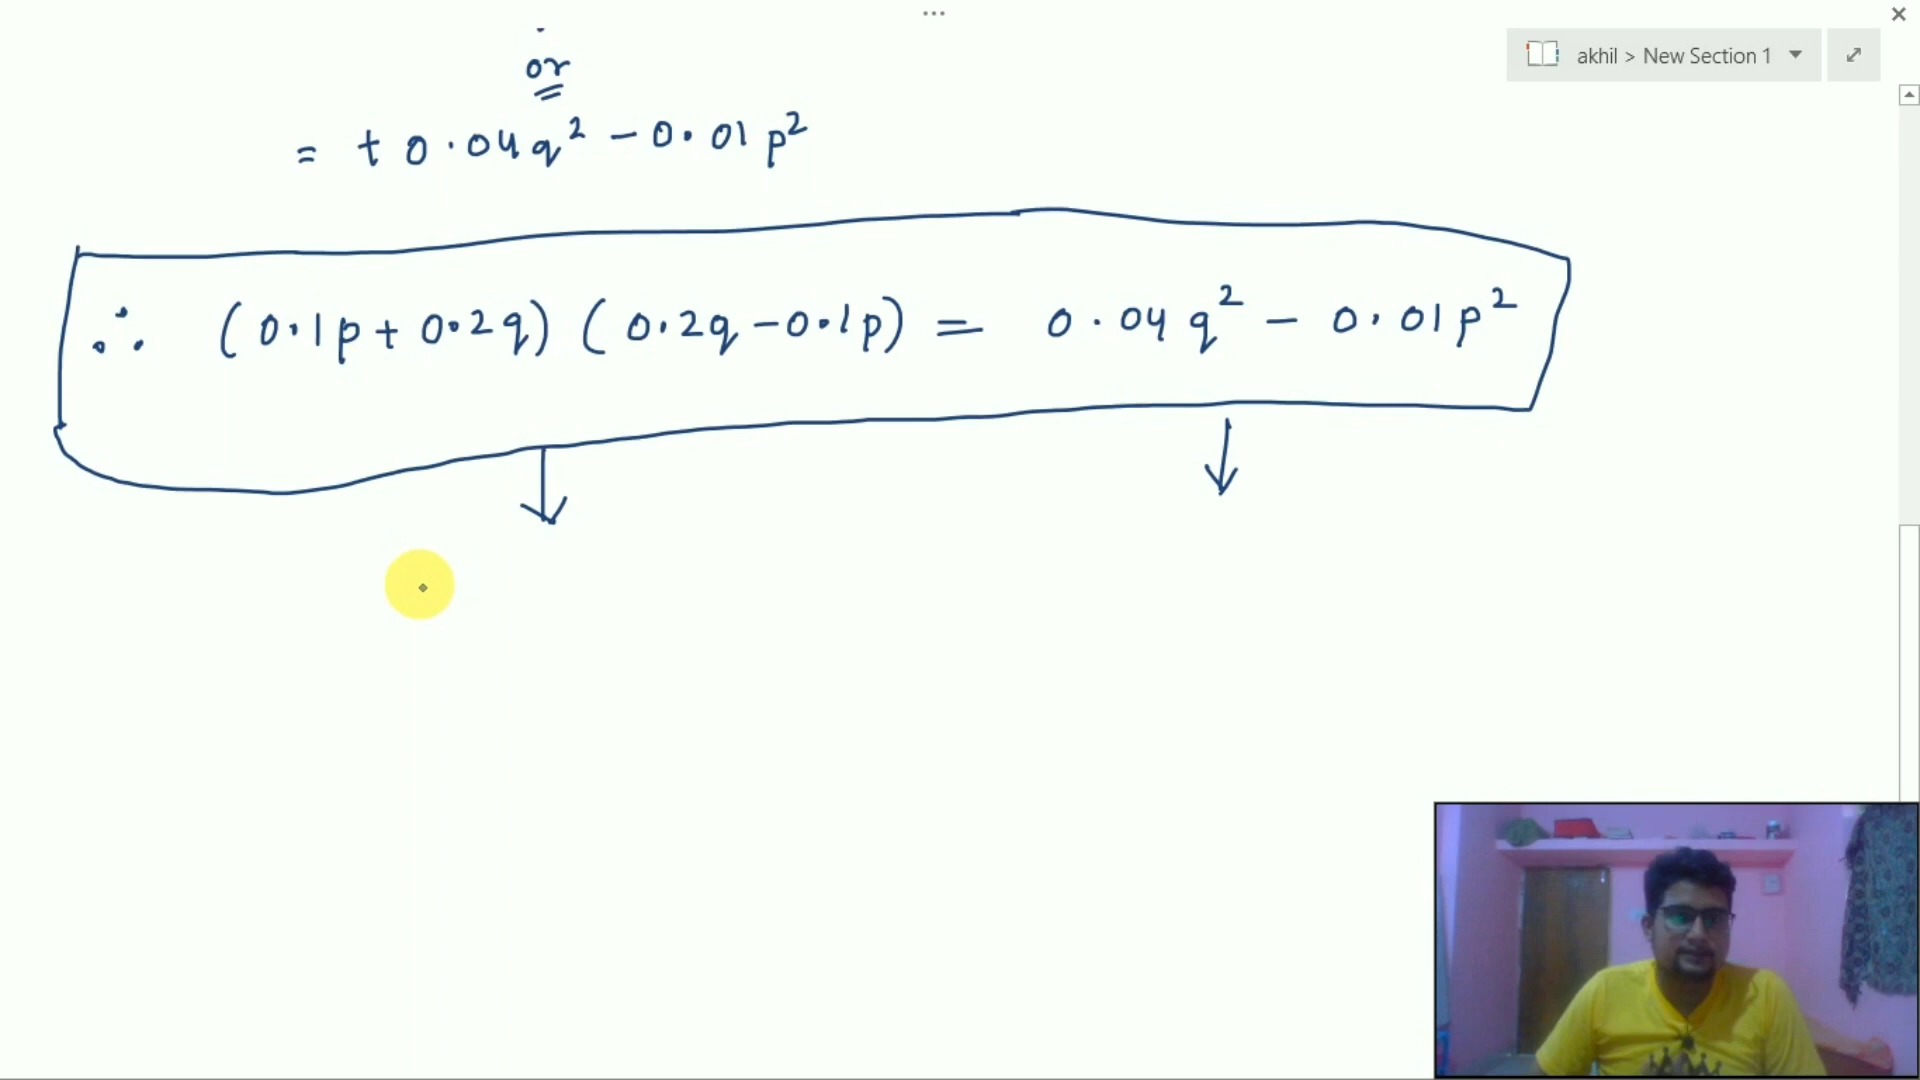 akhil > New Section 1
or
= + 0.04q² - 0.01p²
∴ (0.1p + 0.2q) (0.2q - 0.1p) = 0.04q² - 0.01p²